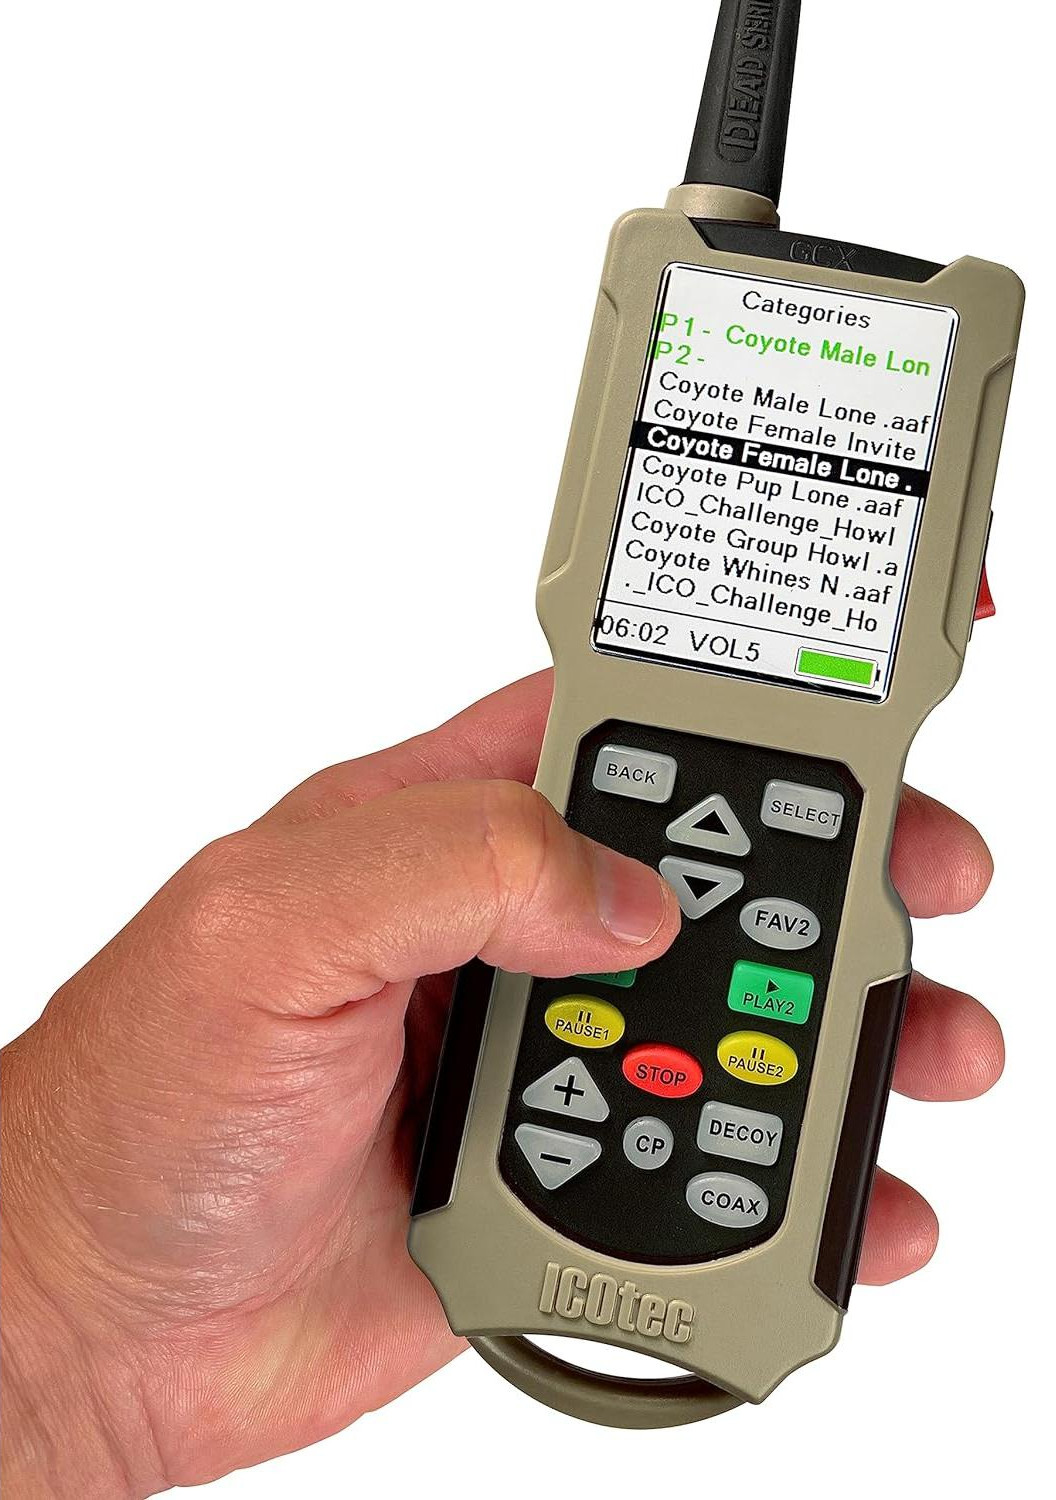 DEAD
GCX
Categories
P1- Coyote Male Lon
P2-
Coyote Male Lone .aaf
Coyote Female Invite
Coyote Female Lone .
Coyote Pup Lone .aaf
ICO_Challenge_Howl
Coyote Group Howl .a
Coyote Whines N .aaf
._ICO_Challenge_Ho
06:02 VOL5
BACK
SELECT
FAV2
PLAY2
PAUSE1
PAUSE2
STOP
+
DECOY
CP
−
COAX
ICOtec